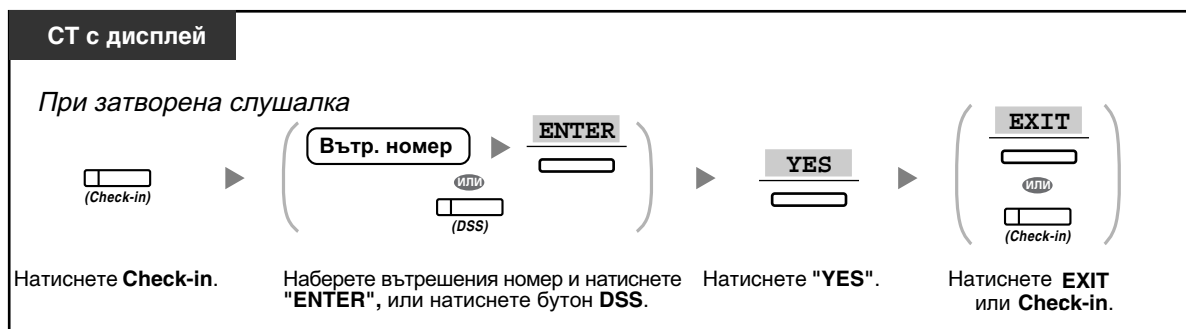 СТ с дисплей
При затворена слушалка
(Check-in)
Вътр. номер
ENTER
или
(DSS)
YES
EXIT
или
(Check-in)
Натиснете Check-in.
Наберете вътрешения номер и натиснете
"ENTER", или натиснете бутон DSS.
Натиснете "YES".
Натиснете EXIT
или Check-in.